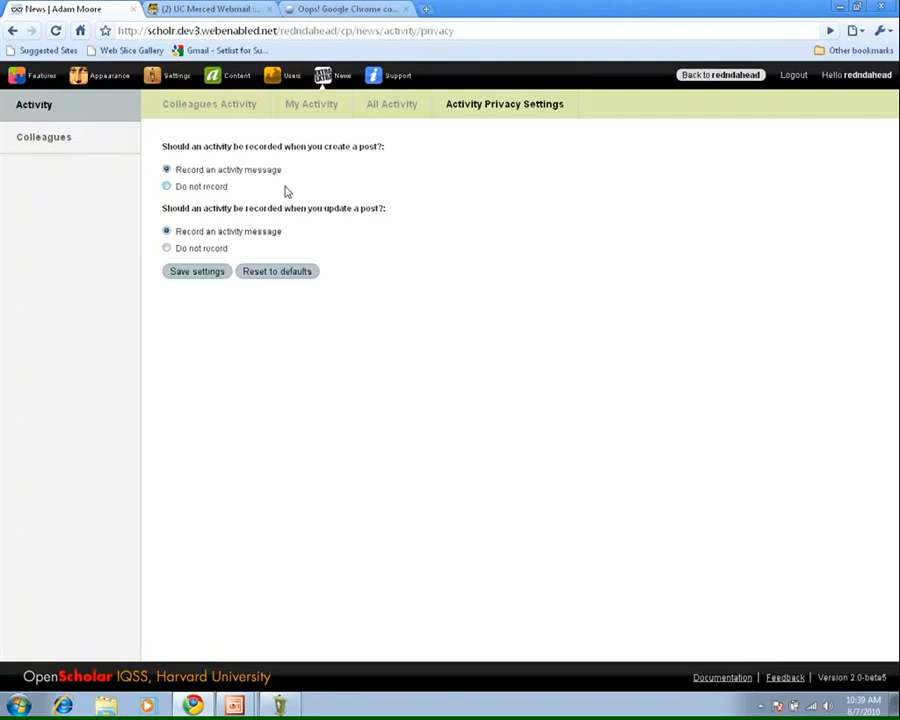 News | Adam Moore
(2) UC Merced Webmail :...
Oops! Google Chrome co...
http://scholr.dev3.webenabled.net/redndahead/cp/news/activity/privacy
Suggested Sites
Web Slice Gallery
Gmail - Setlist for Su...
Other bookmarks
Features
Appearance
Settings
a Content
Users
News
i Support
Back to redndahead
Logout
Hello redndahead
Activity
Colleagues Activity
My Activity
All Activity
Activity Privacy Settings
Colleagues
Should an activity be recorded when you create a post?:
Record an activity message
Do not record
Should an activity be recorded when you update a post?:
Record an activity message
Do not record
Save settings
Reset to defaults
OpenScholar IQSS, Harvard University
Documentation
Feedback
Version 2.0-beta5
10:39 AM
8/7/2010